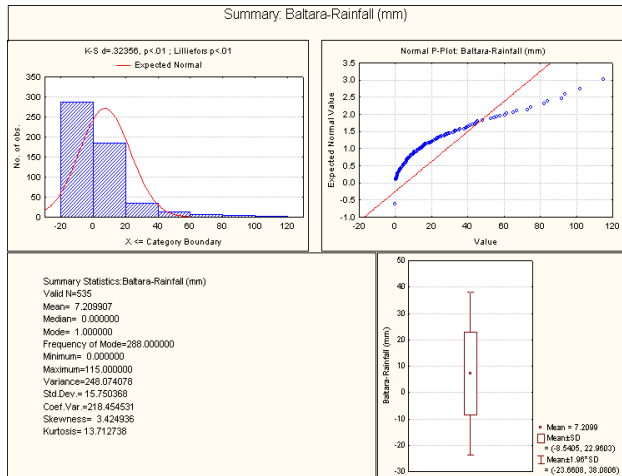 Summary: Baltara-Rainfall (mm)
K-S d=.32356, p<.01 ; Lilliefors p<.01
Expected Normal
350
300
250
200
150
100
50
0
No. of obs.
-20 0 20 40 60 80 100 120
X <= Category Boundary
Normal P-Plot: Baltara-Rainfall (mm)
3.5
3.0
2.5
2.0
1.5
1.0
0.5
0.0
-0.5
-1.0
Expected Normal Value
-20 0 20 40 60 80 100 120
Value
Summary Statistics:Baltara-Rainfall (mm)
Valid N=535
Mean= 7.209907
Median= 0.000000
Mode= 1.000000
Frequency of Mode=288.000000
Minimum= 0.000000
Maximum=115.000000
Variance=248.074078
Std.Dev.= 15.750368
Coef.Var.=218.454531
Skewness= 3.424936
Kurtosis= 13.712738
50
40
30
20
10
0
-10
-20
-30
Baltara-Rainfall (mm)
Mean = 7.2099
Mean±SD
= (-8.5405, 22.9603)
Mean±1.96*SD
= (-23.6608, 38.0806)